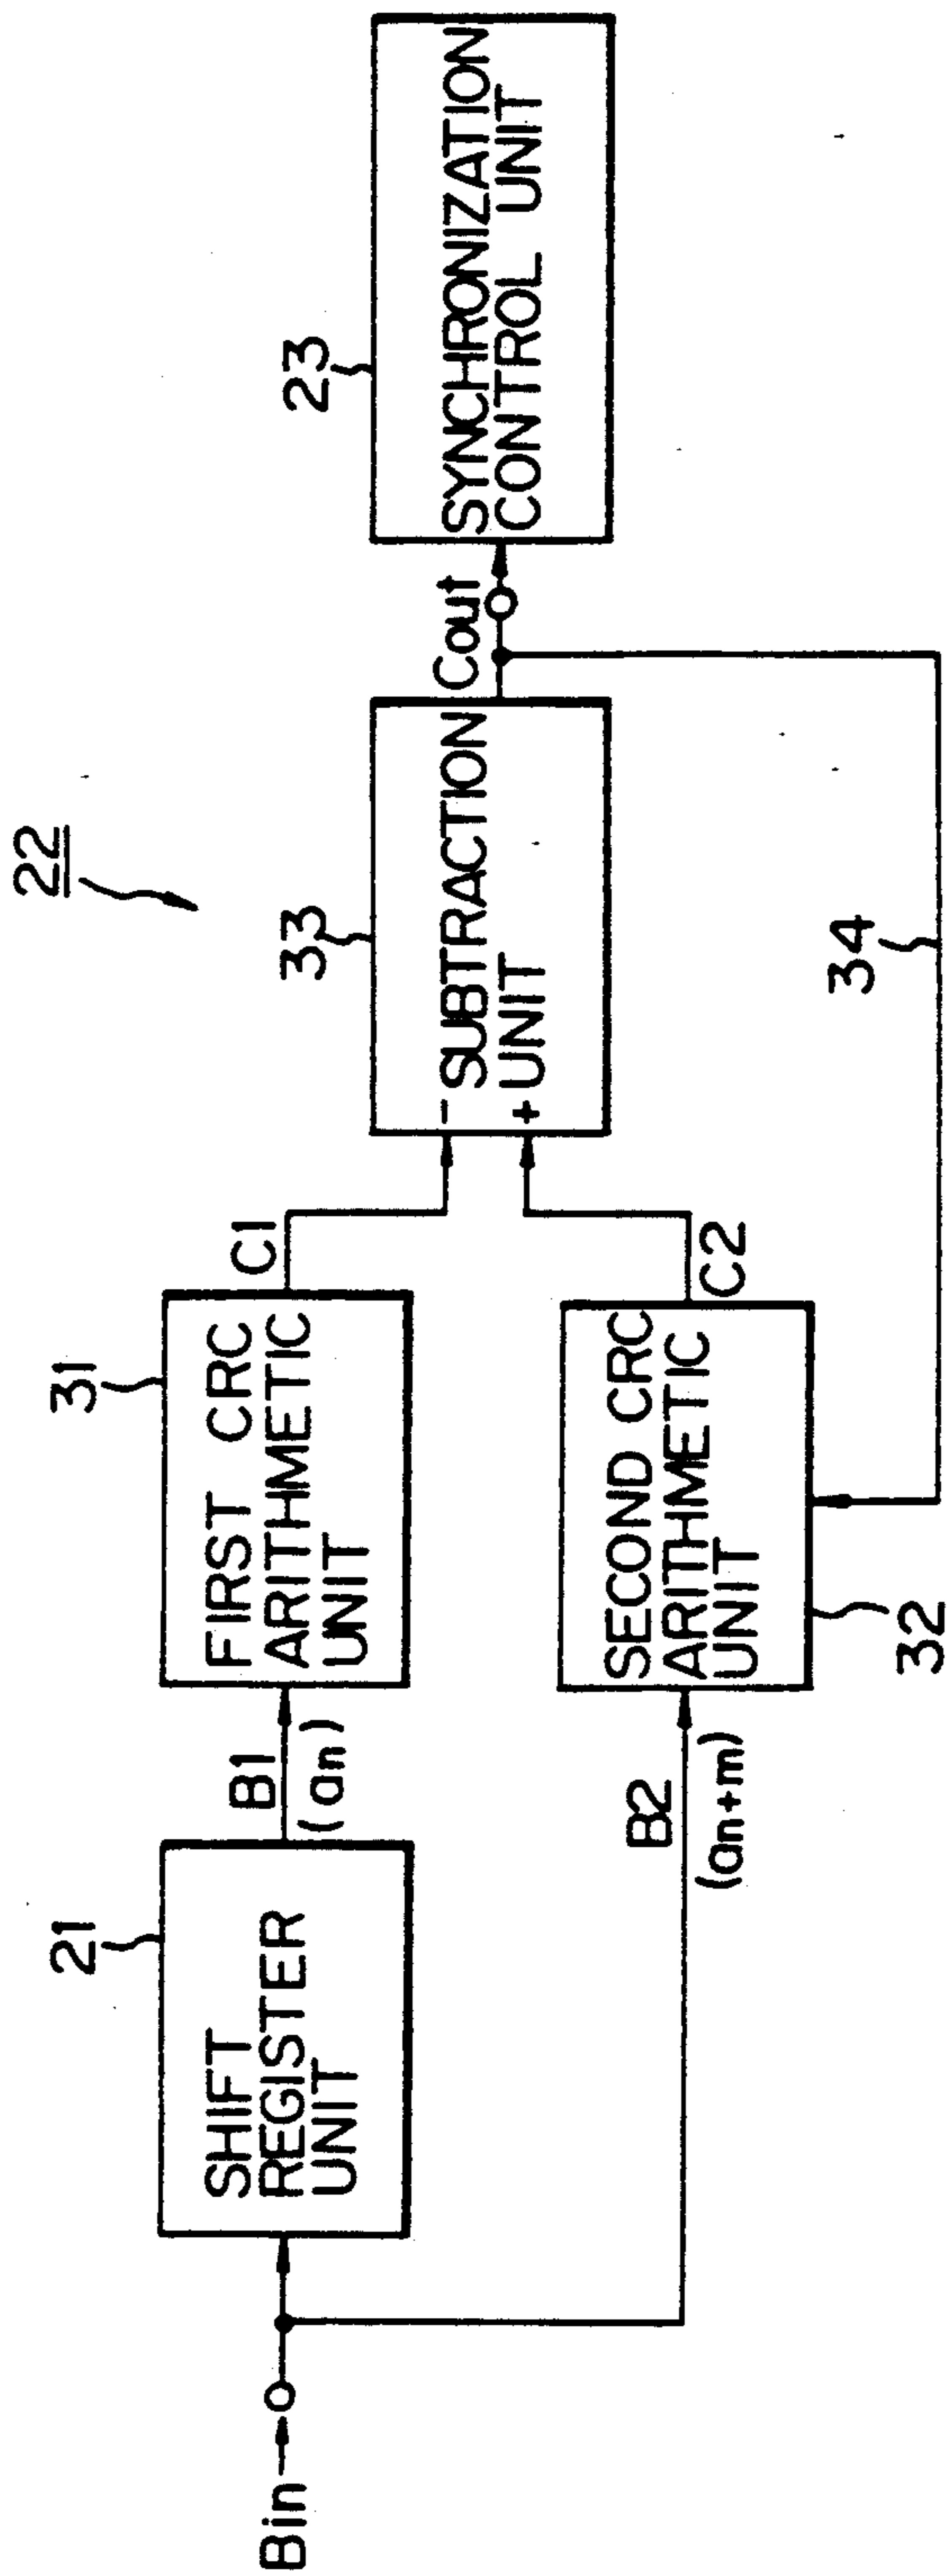 22
Bin
21
SHIFT
REGISTER
UNIT
B1
(an)
31
FIRST CRC
ARITHMETIC
UNIT
C1
B2
(an+m)
SECOND CRC
ARITHMETIC
UNIT
32
C2
33
- SUBTRACTION
+ UNIT
Cout
34
23
SYNCHRONIZATION
CONTROL UNIT